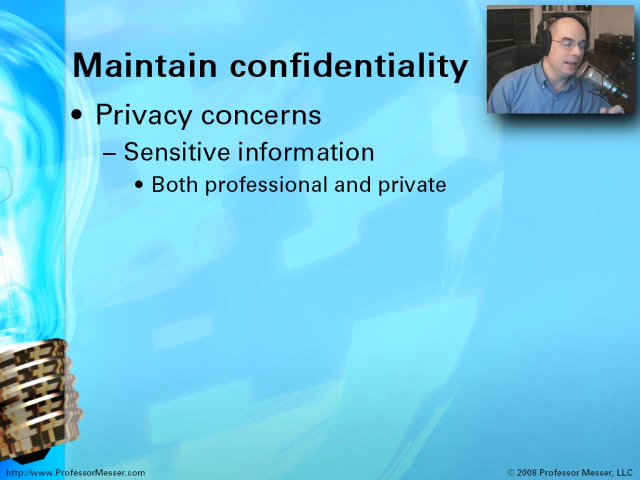 Maintain confidentiality
• Privacy concerns
– Sensitive information
• Both professional and private
http://www.ProfessorMesser.com
© 2008 Professor Messer, LLC